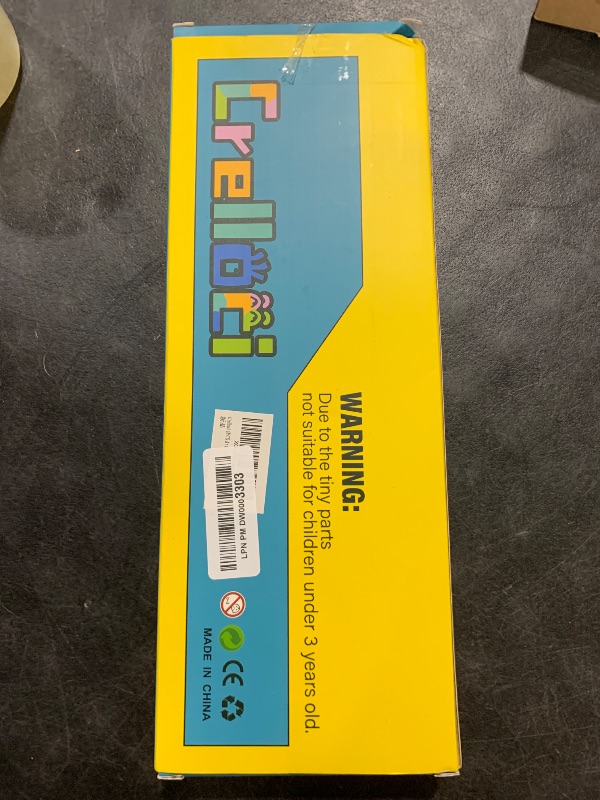 Crelloci
WARNING:
Due to the tiny parts
not suitable for children under 3 years old.
LPN PM DW0003303
MADE IN CHINA
CE